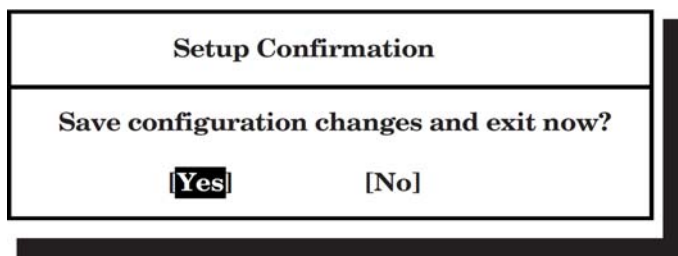 Setup Confirmation
Save configuration changes and exit now?
[Yes] [No]